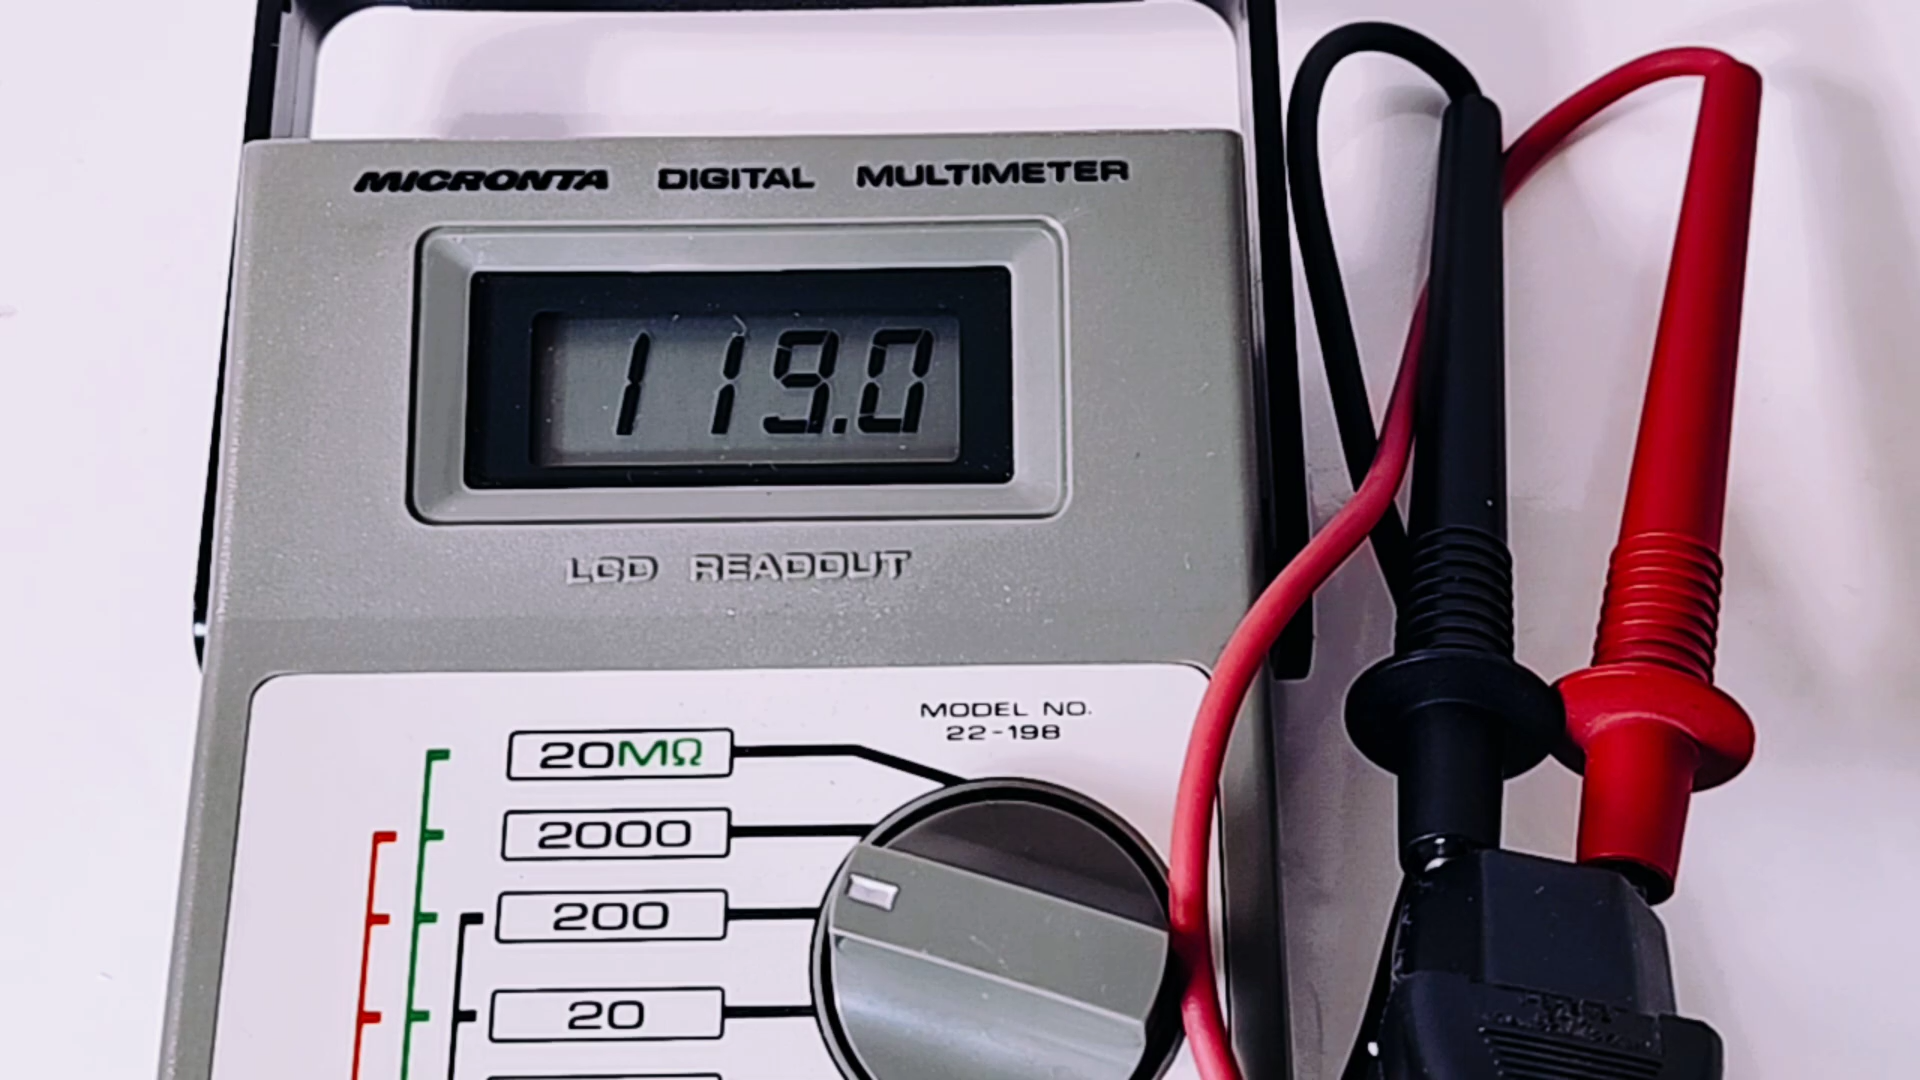 MICRONTA DIGITAL MULTIMETER
119.0
LCD READOUT
MODEL NO.
22-198
20MΩ
2000
200
20